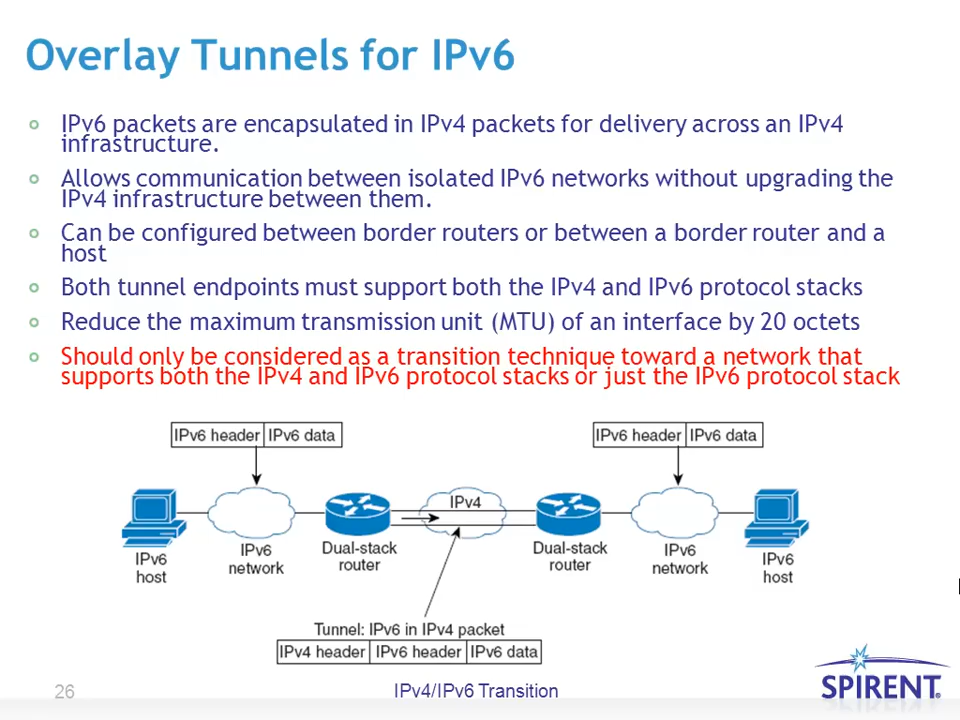 Overlay Tunnels for IPv6
IPv6 packets are encapsulated in IPv4 packets for delivery across an IPv4
infrastructure.
Allows communication between isolated IPv6 networks without upgrading the
IPv4 infrastructure between them.
Can be configured between border routers or between a border router and a
host
Both tunnel endpoints must support both the IPv4 and IPv6 protocol stacks
Reduce the maximum transmission unit (MTU) of an interface by 20 octets
Should only be considered as a transition technique toward a network that
supports both the IPv4 and IPv6 protocol stacks or just the IPv6 protocol stack
IPv6 header IPv6 data
IPv6 header IPv6 data
IPv4
IPv6
host
IPv6
network
Dual-stack
router
Dual-stack
router
IPv6
network
IPv6
host
Tunnel: IPv6 in IPv4 packet
IPv4 header IPv6 header IPv6 data
26
IPv4/IPv6 Transition
SPIRENT®